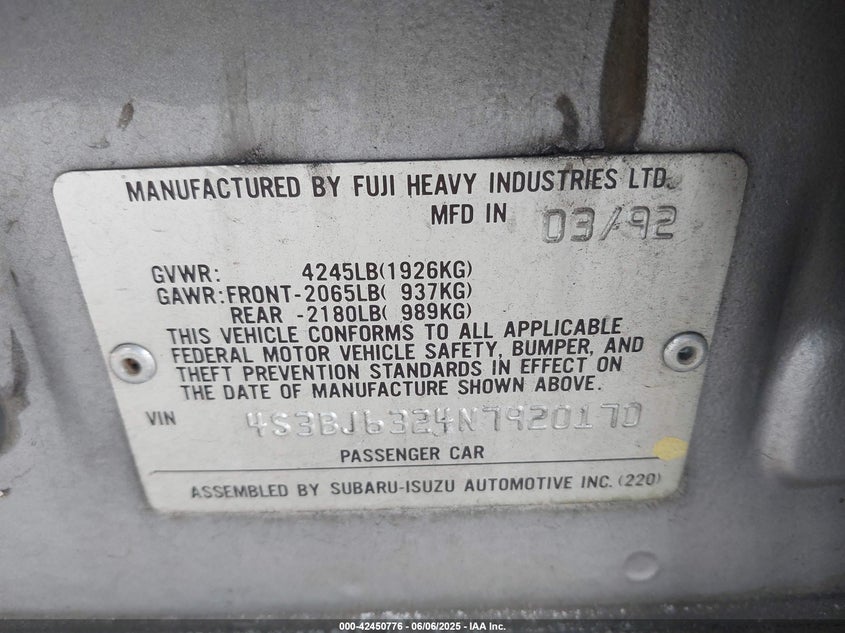 MANUFACTURED BY FUJI HEAVY INDUSTRIES LTD.
MFD IN 03/92
GVWR: 4245LB(1926KG)
GAWR:FRONT-2065LB( 937KG)
REAR -2180LB( 989KG)
THIS VEHICLE CONFORMS TO ALL APPLICABLE
FEDERAL MOTOR VEHICLE SAFETY, BUMPER, AND
THEFT PREVENTION STANDARDS IN EFFECT ON
THE DATE OF MANUFACTURE SHOWN ABOVE.
VIN 4S3BJ6324N7920170
PASSENGER CAR
ASSEMBLED BY SUBARU-ISUZU AUTOMOTIVE INC. (220)
000-42450776 - 06/06/2025 - IAA Inc.